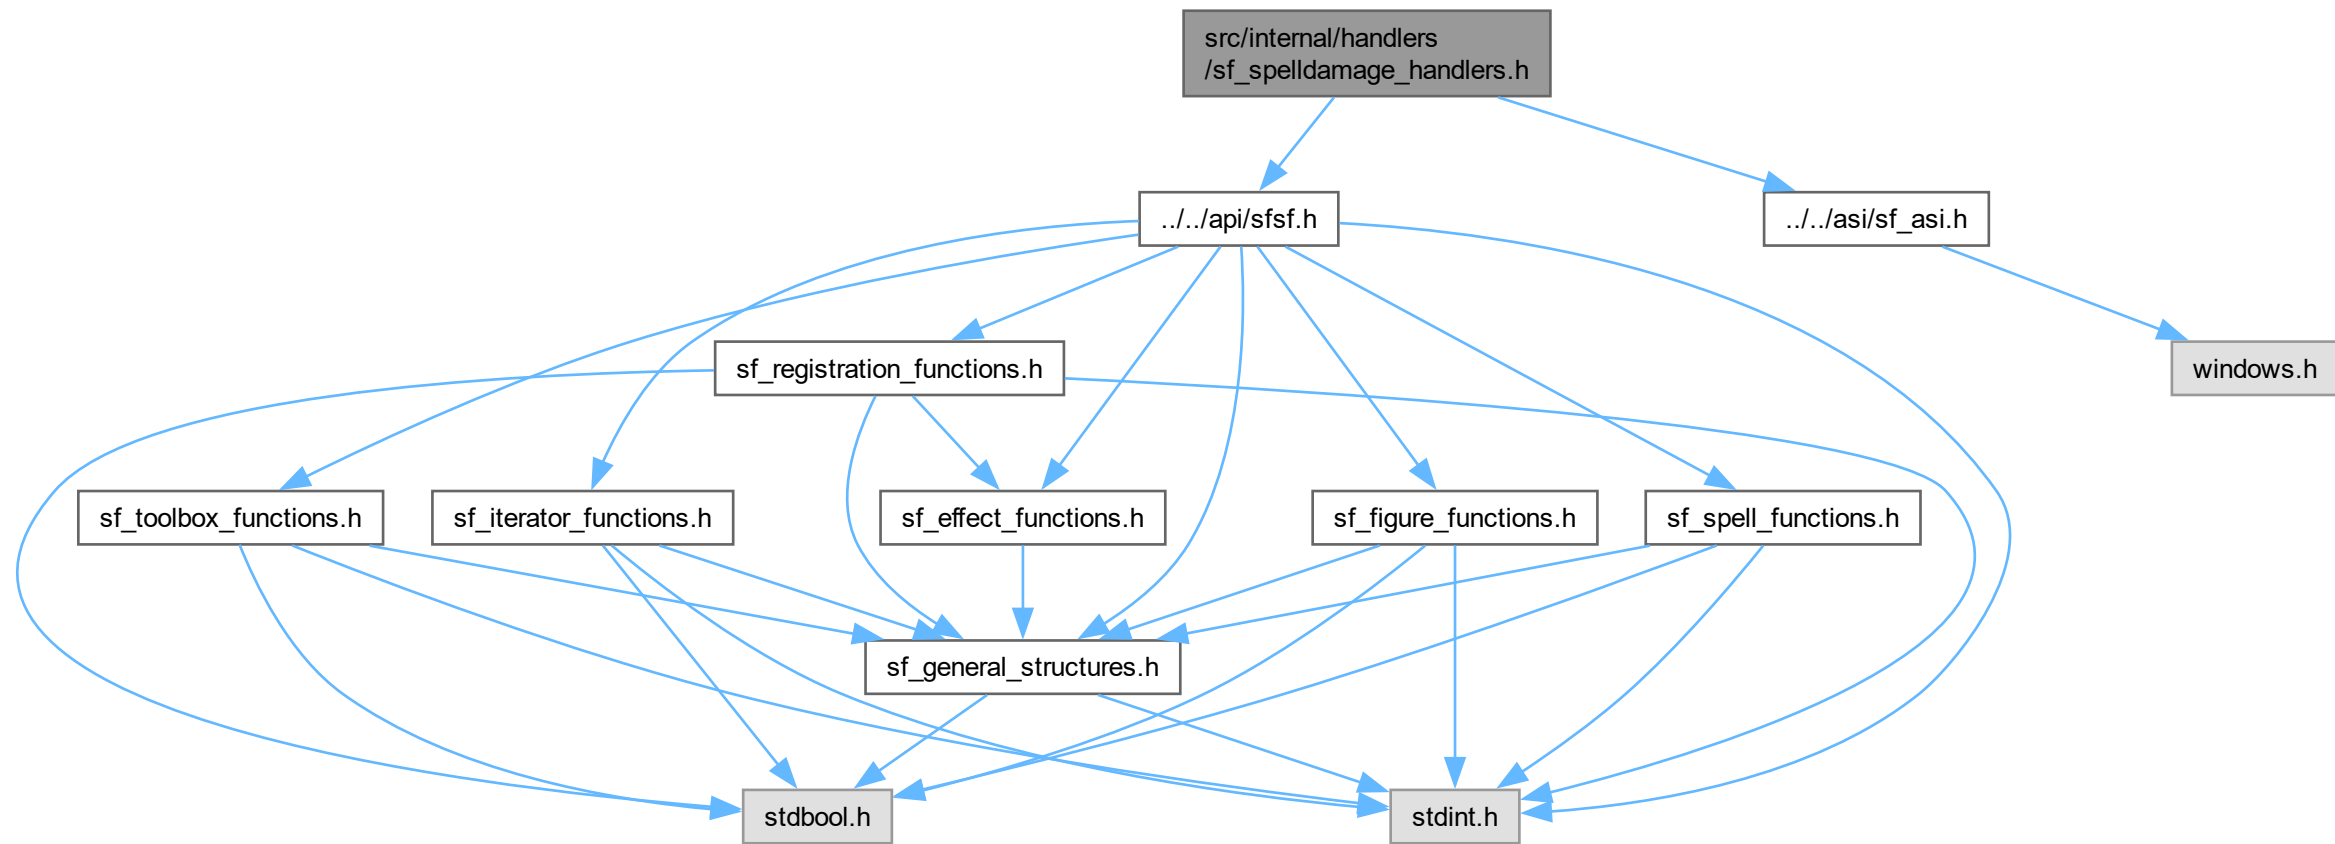 src/internal/handlers
/sf_spelldamage_handlers.h
../../api/sfsf.h
../../asi/sf_asi.h
sf_registration_functions.h
windows.h
sf_toolbox_functions.h
sf_iterator_functions.h
sf_effect_functions.h
sf_figure_functions.h
sf_spell_functions.h
sf_general_structures.h
stdbool.h
stdint.h